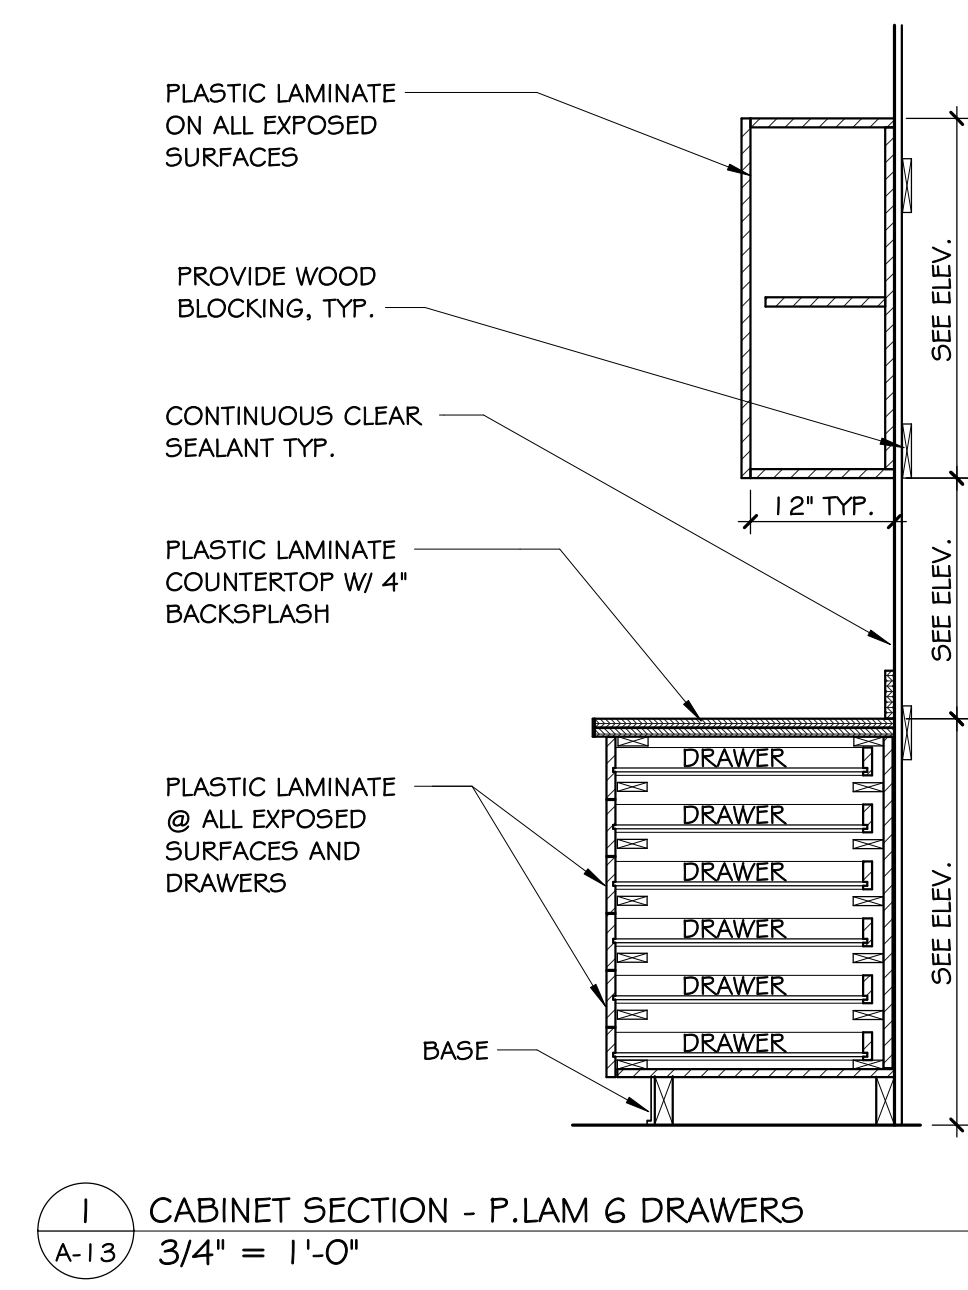 PLASTIC LAMINATE
ON ALL EXPOSED
SURFACES
PROVIDE WOOD
BLOCKING, TYP.
SEE ELEV.
CONTINUOUS CLEAR
SEALANT TYP.
12" TYP.
PLASTIC LAMINATE
COUNTERTOP W/ 4"
BACKSPLASH
SEE ELEV.
DRAWER
PLASTIC LAMINATE
@ ALL EXPOSED
SURFACES AND
DRAWERS
DRAWER
DRAWER
DRAWER
SEE ELEV.
DRAWER
DRAWER
BASE
1
A-13
CABINET SECTION - P.LAM 6 DRAWERS
3/4" = 1'-0"